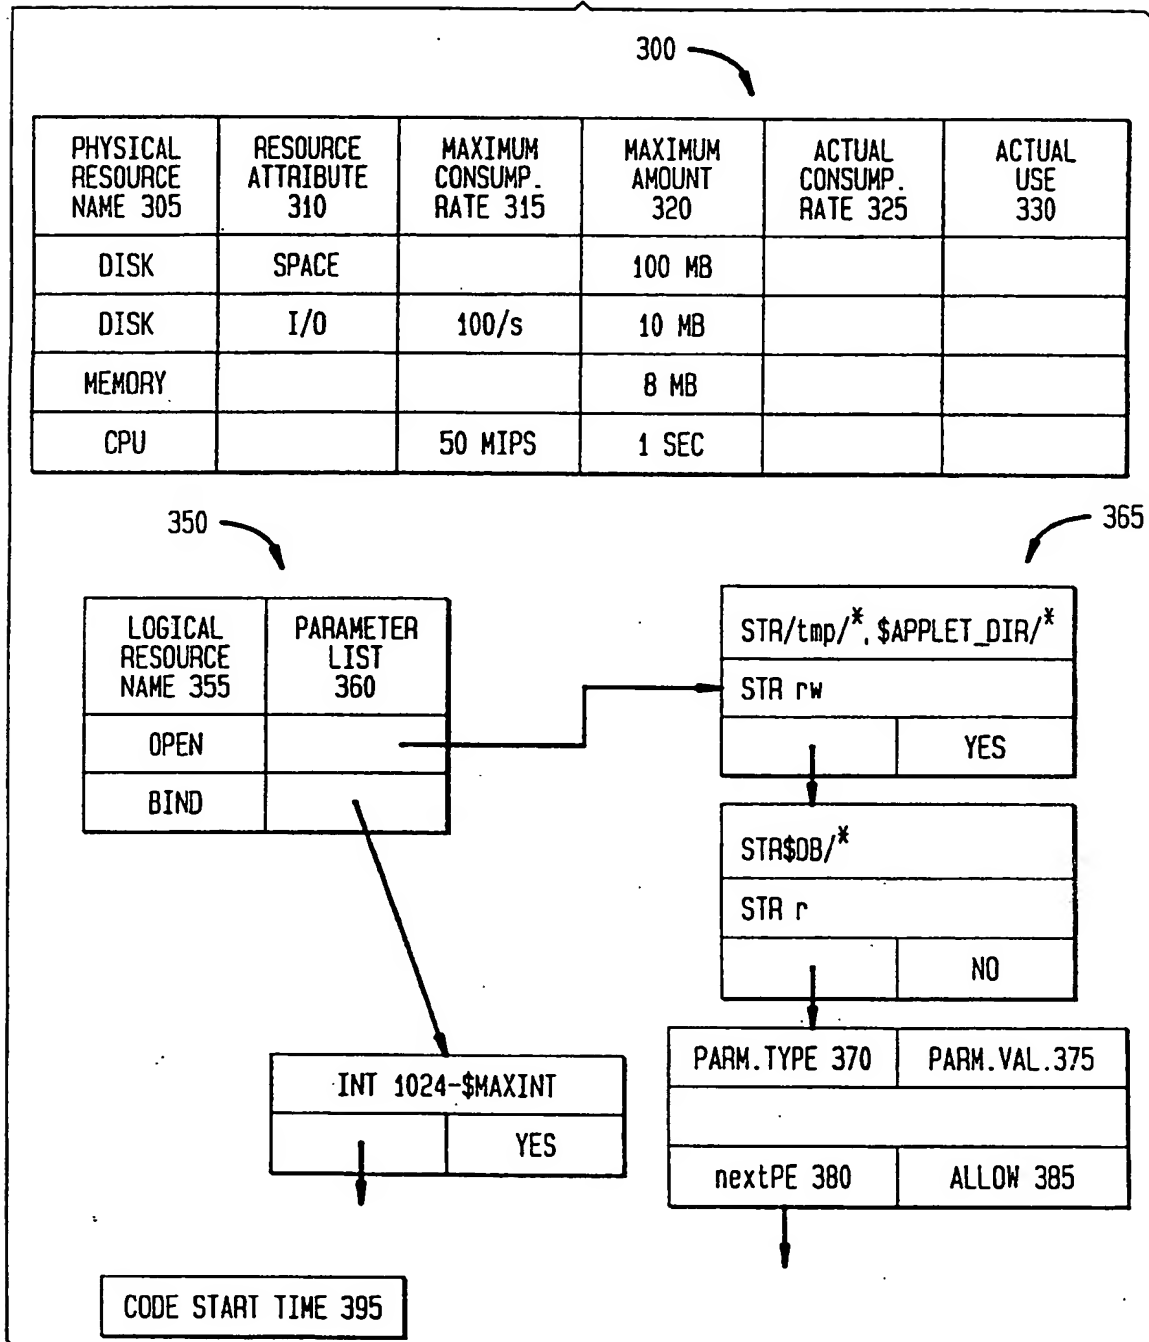 300
PHYSICAL RESOURCE NAME 305
RESOURCE ATTRIBUTE 310
MAXIMUM CONSUMP. RATE 315
MAXIMUM AMOUNT 320
ACTUAL CONSUMP. RATE 325
ACTUAL USE 330
DISK SPACE 100 MB
DISK I/O 100/s 10 MB
MEMORY 8 MB
CPU 50 MIPS 1 SEC
350
365
LOGICAL RESOURCE NAME 355
PARAMETER LIST 360
OPEN
BIND
STR/tmp/*, $APPLET_DIR/*
STR rw
YES
STR$DB/*
STR r
NO
PARM.TYPE 370 PARM.VAL.375
nextPE 380 ALLOW 385
INT 1024-$MAXINT
YES
CODE START TIME 395